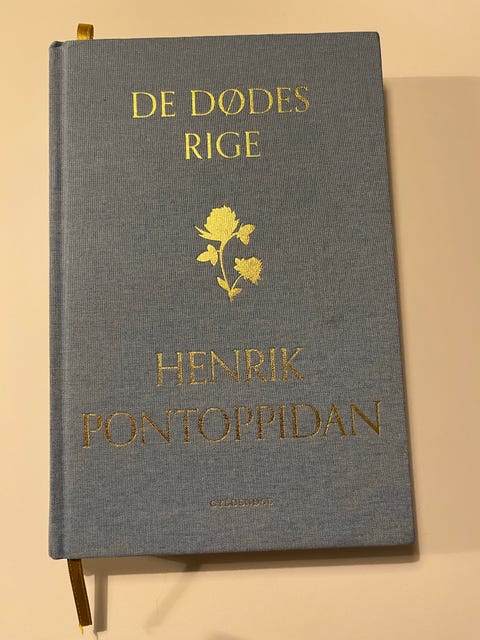 DE DØDES
RIGE
HENRIK
PONTOPPIDAN
GYLDENDAL